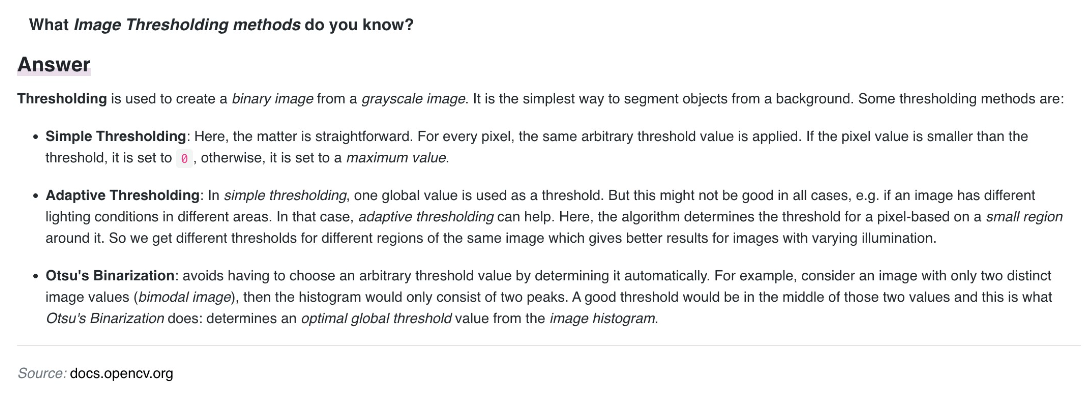 What Image Thresholding methods do you know?
Answer
Thresholding is used to create a binary image from a grayscale image. It is the simplest way to segment objects from a background. Some thresholding methods are:
• Simple Thresholding: Here, the matter is straightforward. For every pixel, the same arbitrary threshold value is applied. If the pixel value is smaller than the
threshold, it is set to 0, otherwise, it is set to a maximum value.
• Adaptive Thresholding: In simple thresholding, one global value is used as a threshold. But this might not be good in all cases, e.g. if an image has different
lighting conditions in different areas. In that case, adaptive thresholding can help. Here, the algorithm determines the threshold for a pixel-based on a small region
around it. So we get different thresholds for different regions of the same image which gives better results for images with varying illumination.
• Otsu's Binarization: avoids having to choose an arbitrary threshold value by determining it automatically. For example, consider an image with only two distinct
image values (bimodal image), then the histogram would only consist of two peaks. A good threshold would be in the middle of those two values and this is what
Otsu's Binarization does: determines an optimal global threshold value from the image histogram.
Source: docs.opencv.org